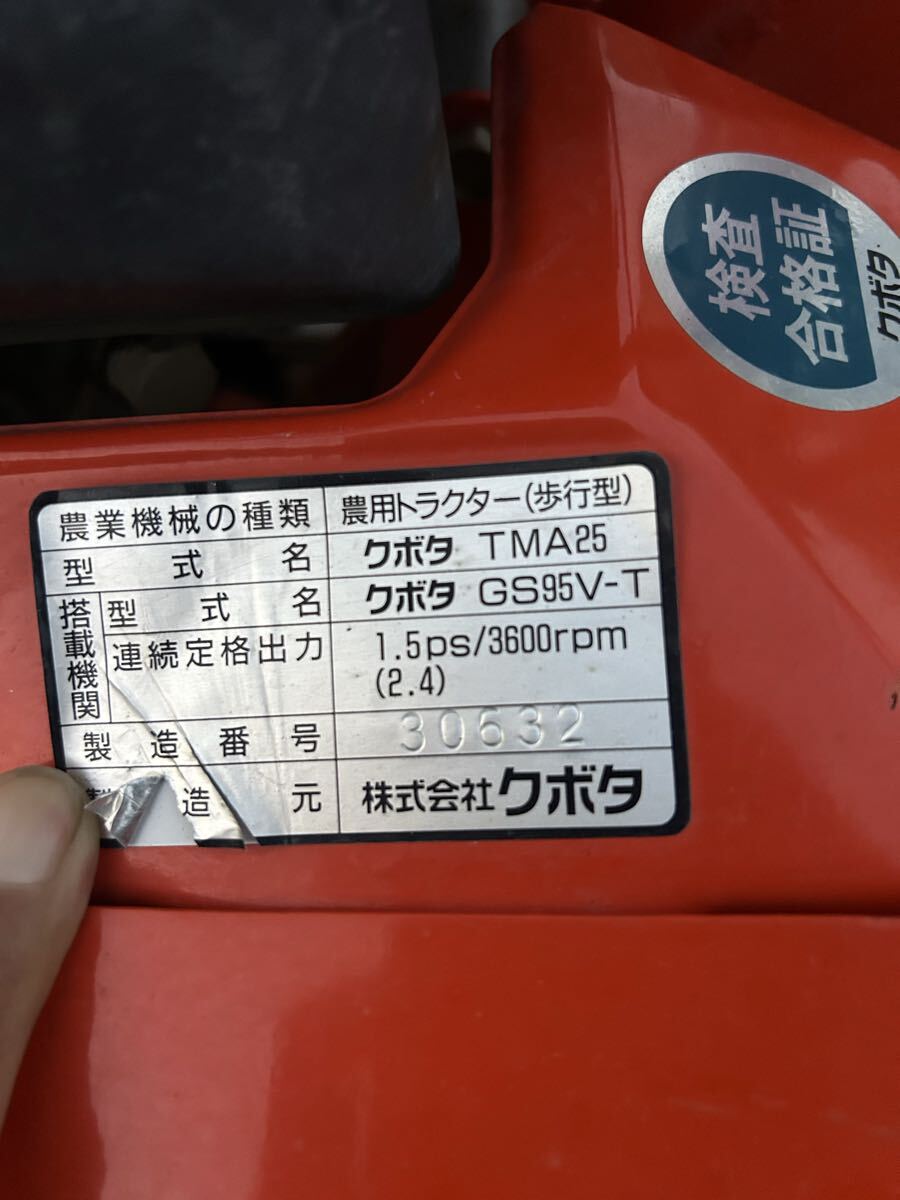 検査
合格証
クボタ
農業機械の種類 農用トラクター(歩行型)
型式名 クボタ TMA25
搭載機関 型式名 クボタ GS95V-T
連続定格出力 1.5ps/3600rpm
(2.4)
製造番号 30632
製造元 株式会社クボタ